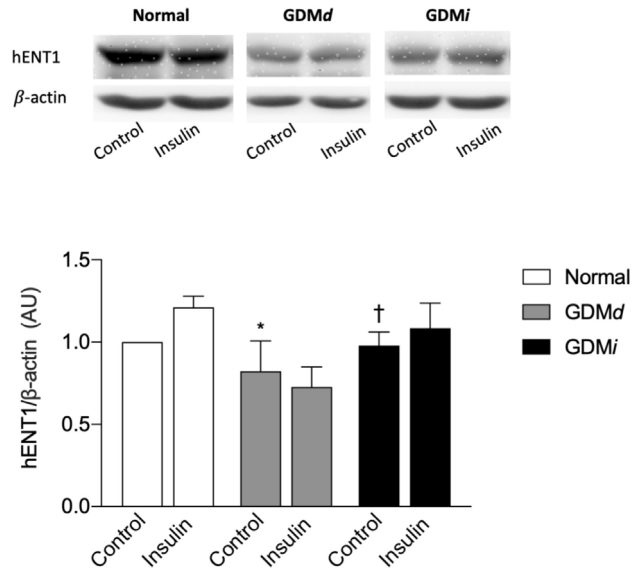 Normal GDMd GDMi
hENT1
β-actin
Control Insulin Control Insulin Control Insulin
hENT1/β-actin (AU)
1.5
1.0
0.5
0.0
* †
Control Insulin Control Insulin Control Insulin
Normal
GDMd
GDMi